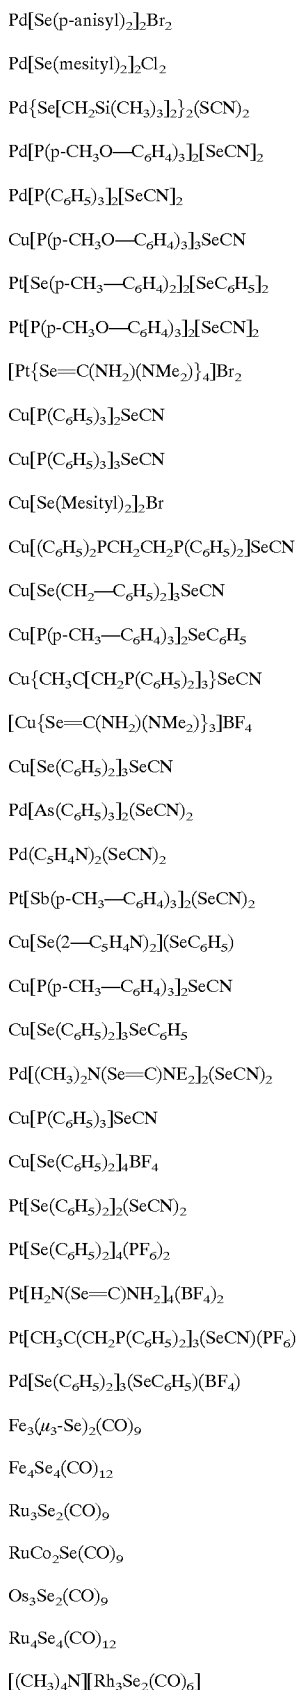 Pd[Se(p-anisyl)₂]₂Br₂
Pd[Se(mesityl)₂]₂Cl₂
Pd{Se[CH₂Si(CH₃)₃]₂}₂(SCN)₂
Pd[P(p-CH₃O—C₆H₄)₃]₂[SeCN]₂
Pd[P(C₆H₅)₃]₂[SeCN]₂
Cu[P(p-CH₃O—C₆H₄)₃]₃SeCN
Pt[Se(p-CH₃—C₆H₄)₂]₂[SeC₆H₅]₂
Pt[P(p-CH₃O—C₆H₄)₃]₂[SeCN]₂
[Pt{Se═C(NH₂)(NMe₂)}₄]Br₂
Cu[P(C₆H₅)₃]₂SeCN
Cu[P(C₆H₅)₃]₃SeCN
Cu[Se(Mesityl)₂]₂Br
Cu[(C₆H₅)₂PCH₂CH₂P(C₆H₅)₂]SeCN
Cu[Se(CH₂—C₆H₅)₂]₃SeCN
Cu[P(p-CH₃—C₆H₄)₃]₂SeC₆H₅
Cu{CH₃C[CH₂P(C₆H₅)₂]₃}SeCN
[Cu{Se═C(NH₂)(NMe₂)}₃]BF₄
Cu[Se(C₆H₅)₂]₃SeCN
Pd[As(C₆H₅)₃]₂(SeCN)₂
Pd(C₅H₄N)₂(SeCN)₂
Pt[Sb(p-CH₃—C₆H₄)₃]₂(SeCN)₂
Cu[Se(2—C₅H₄N)₂](SeC₆H₅)
Cu[P(p-CH₃—C₆H₄)₃]₂SeCN
Cu[Se(C₆H₅)₂]₃SeC₆H₅
Pd[(CH₃)₂N(Se═C)NE₂]₂(SeCN)₂
Cu[P(C₆H₅)₃]SeCN
Cu[Se(C₆H₅)₂]₄BF₄
Pt[Se(C₆H₅)₂]₂(SeCN)₂
Pt[Se(C₆H₅)₂]₄(PF₆)₂
Pt[H₂N(Se═C)NH₂]₄(BF₄)₂
Pt[CH₃C(CH₂P(C₆H₅)₂]₃(SeCN)(PF₆)
Pd[Se(C₆H₅)₂]₃(SeC₆H₅)(BF₄)
Fe₃(μ₃-Se)₂(CO)₉
Fe₄Se₄(CO)₁₂
Ru₃Se₂(CO)₉
RuCo₂Se(CO)₉
Os₃Se₂(CO)₉
Ru₄Se₄(CO)₁₂
[(CH₃)₄N][Rh₃Se₂(CO)₆]